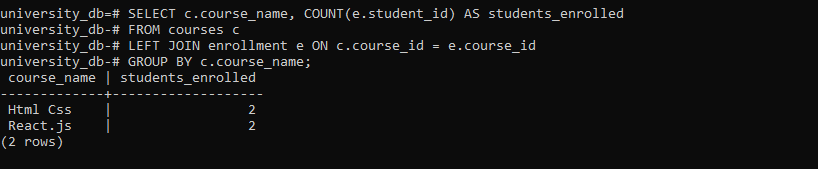 university_db=# SELECT c.course_name, COUNT(e.student_id) AS students_enrolled
university_db-# FROM courses c
university_db-# LEFT JOIN enrollment e ON c.course_id = e.course_id
university_db-# GROUP BY c.course_name;
 course_name | students_enrolled
-------------+-------------------
 Html Css    |                 2
 React.js    |                 2
(2 rows)